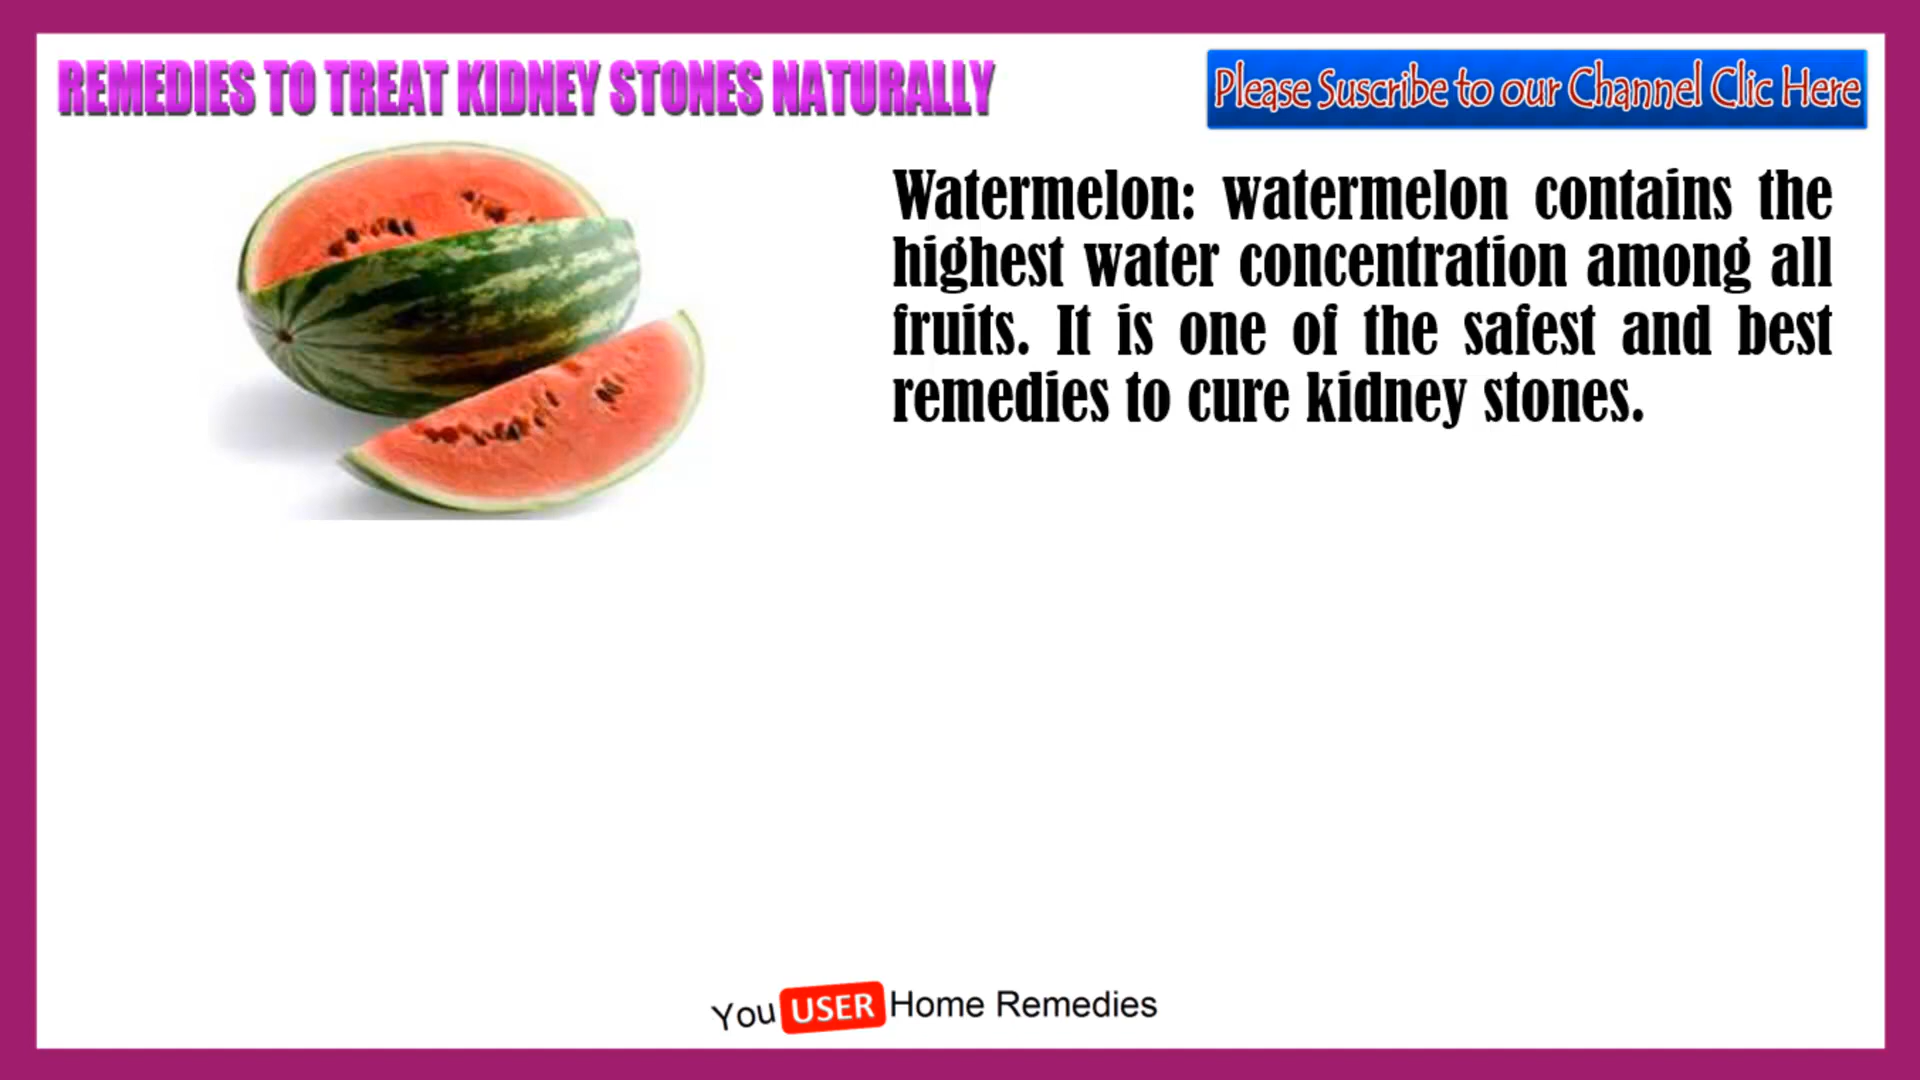 REMEDIES TO TREAT KIDNEY STONES NATURALLY
Please Suscribe to our Channel Clic Here
Watermelon: watermelon contains the
highest water concentration among all
fruits. It is one of the safest and best
remedies to cure kidney stones.
You USER Home Remedies